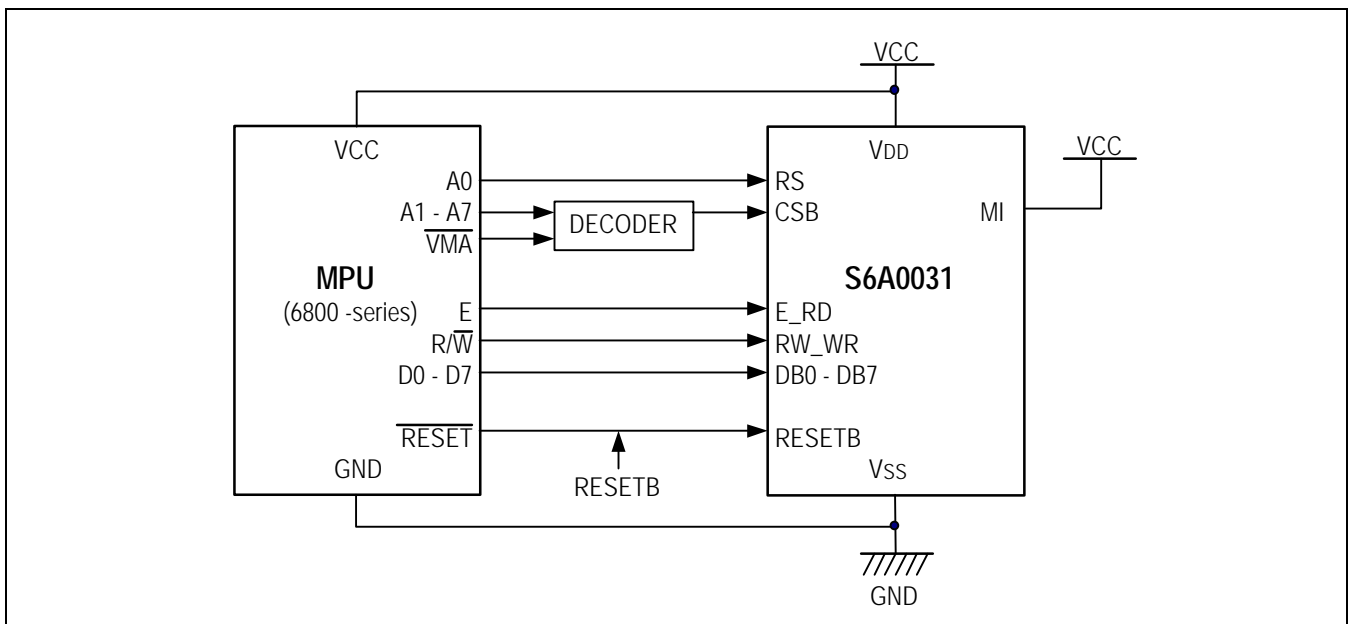 VCC
VCC
VDD
VCC
A0
RS
A1 - A7
DECODER
CSB
MI
VMA
MPU
S6A0031
(6800 -series)
E
E_RD
R/W
RW_WR
D0 - D7
DB0 - DB7
RESET
RESETB
GND
RESETB
VSS
GND